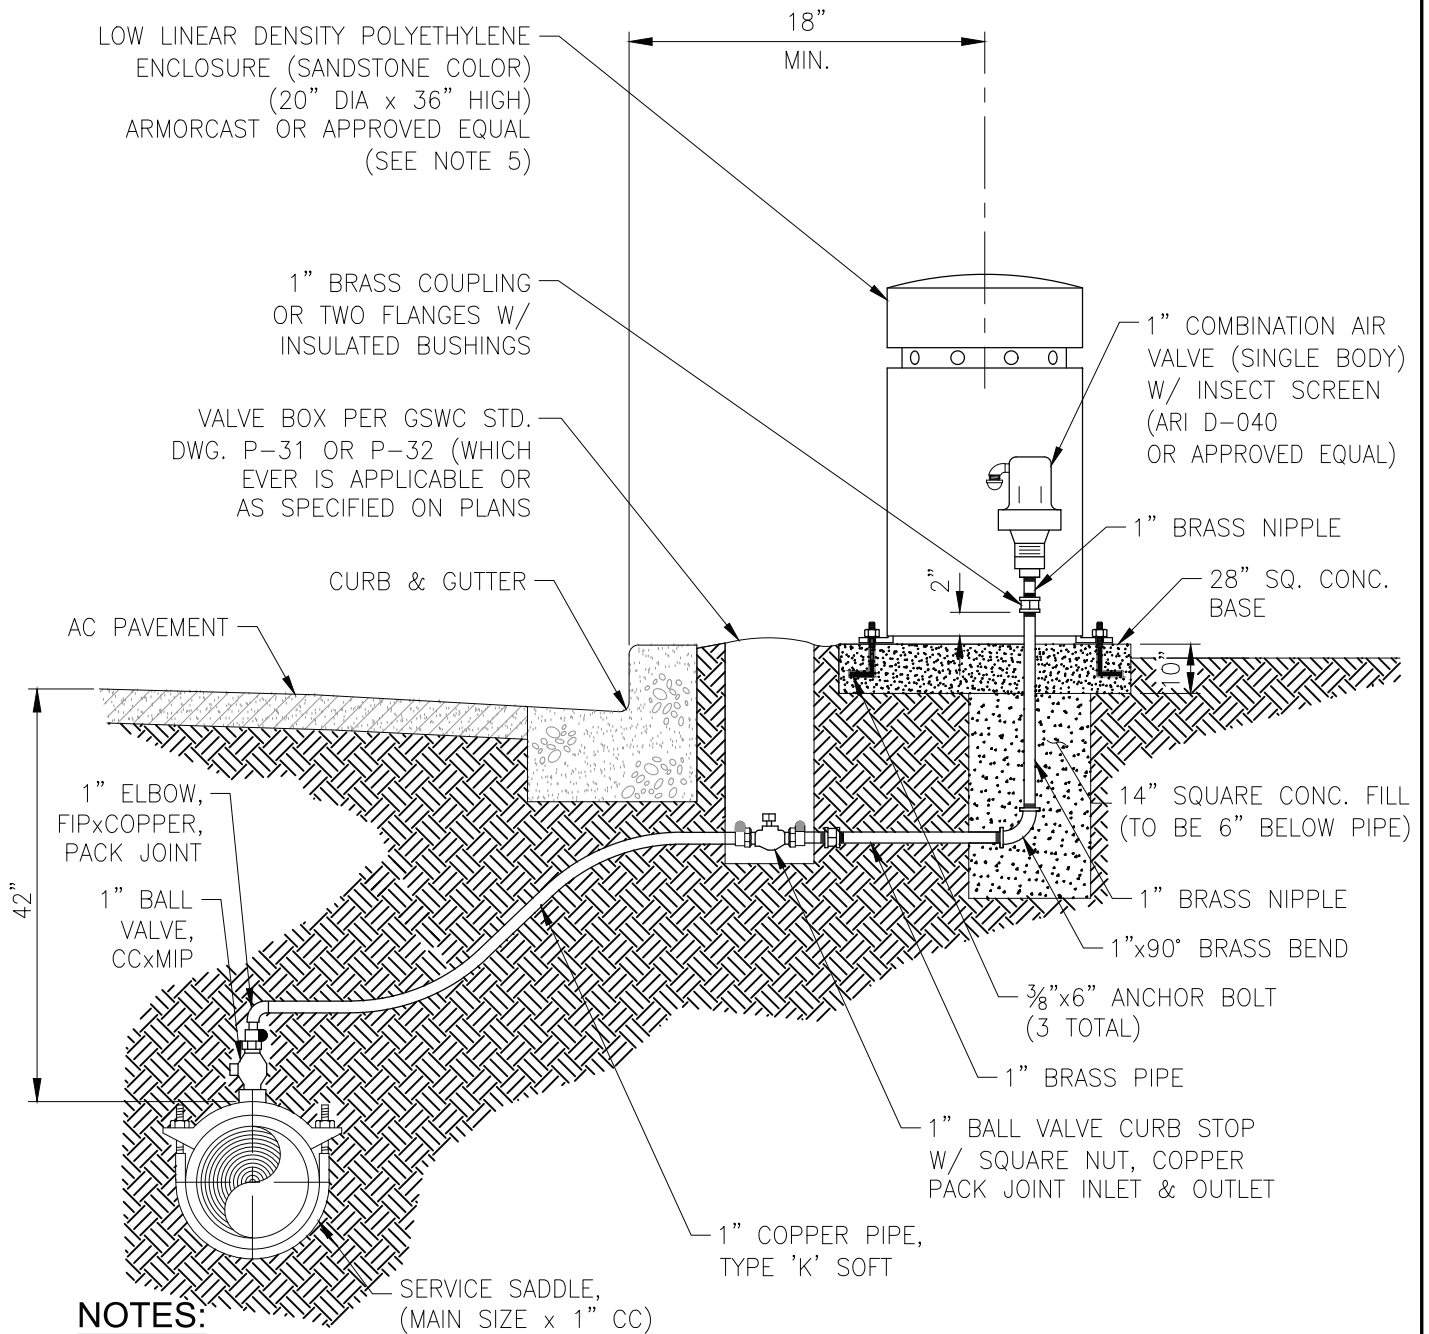 18”
MIN.
LOW LINEAR DENSITY POLYETHYLENE
ENCLOSURE (SANDSTONE COLOR)
(20” DIA x 36” HIGH)
ARMORCAST OR APPROVED EQUAL
(SEE NOTE 5)
1” BRASS COUPLING
OR TWO FLANGES W/
INSULATED BUSHINGS
1” COMBINATION AIR
VALVE (SINGLE BODY)
W/ INSECT SCREEN
(ARI D-040
OR APPROVED EQUAL)
VALVE BOX PER GSWC STD.
DWG. P-31 OR P-32 (WHICH
EVER IS APPLICABLE OR
AS SPECIFIED ON PLANS
1” BRASS NIPPLE
2”
28” SQ. CONC.
BASE
CURB & GUTTER
AC PAVEMENT
10”
42”
1” ELBOW,
FIPxCOPPER,
PACK JOINT
14” SQUARE CONC. FILL
(TO BE 6” BELOW PIPE)
1” BALL
VALVE,
CCxMIP
1” BRASS NIPPLE
1”x90° BRASS BEND
⅜”x6” ANCHOR BOLT
(3 TOTAL)
1” BRASS PIPE
1” BALL VALVE CURB STOP
W/ SQUARE NUT, COPPER
PACK JOINT INLET & OUTLET
1” COPPER PIPE,
TYPE 'K' SOFT
SERVICE SADDLE,
(MAIN SIZE x 1” CC)
NOTES: